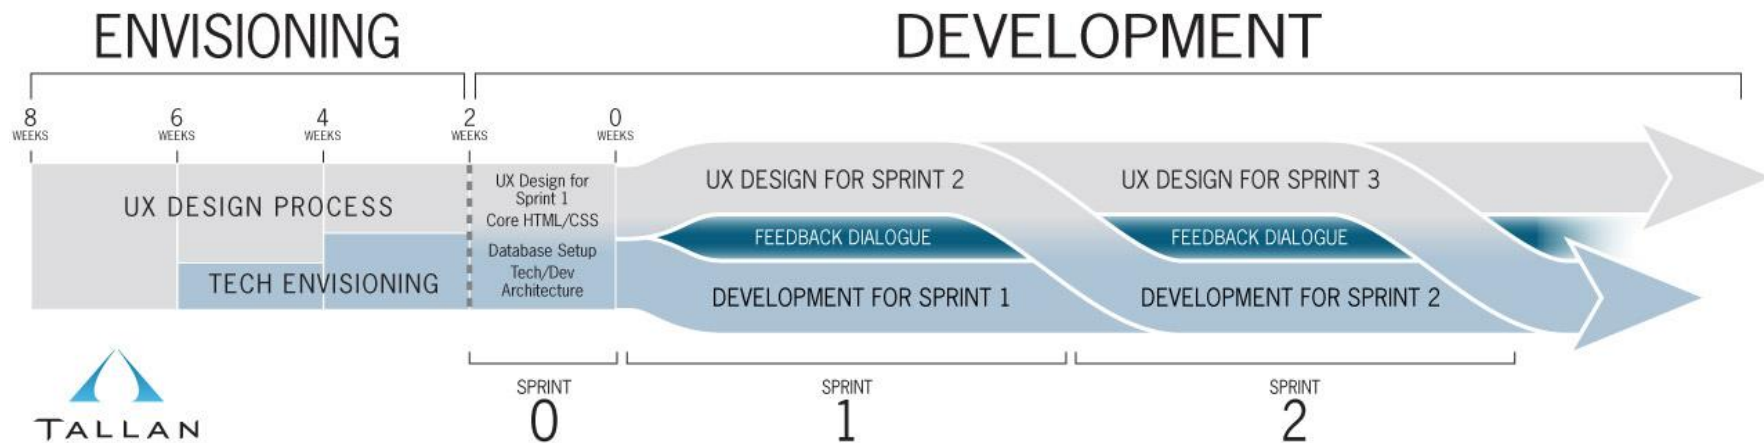 ENVISIONING
DEVELOPMENT
8
WEEKS
6
WEEKS
4
WEEKS
2
WEEKS
0
WEEKS
UX DESIGN PROCESS
TECH ENVISIONING
UX Design for
Sprint 1
Core HTML/CSS
Database Setup
Tech/Dev
Architecture
UX DESIGN FOR SPRINT 2
FEEDBACK DIALOGUE
DEVELOPMENT FOR SPRINT 1
UX DESIGN FOR SPRINT 3
FEEDBACK DIALOGUE
DEVELOPMENT FOR SPRINT 2
SPRINT
0
SPRINT
1
SPRINT
2
TALLAN